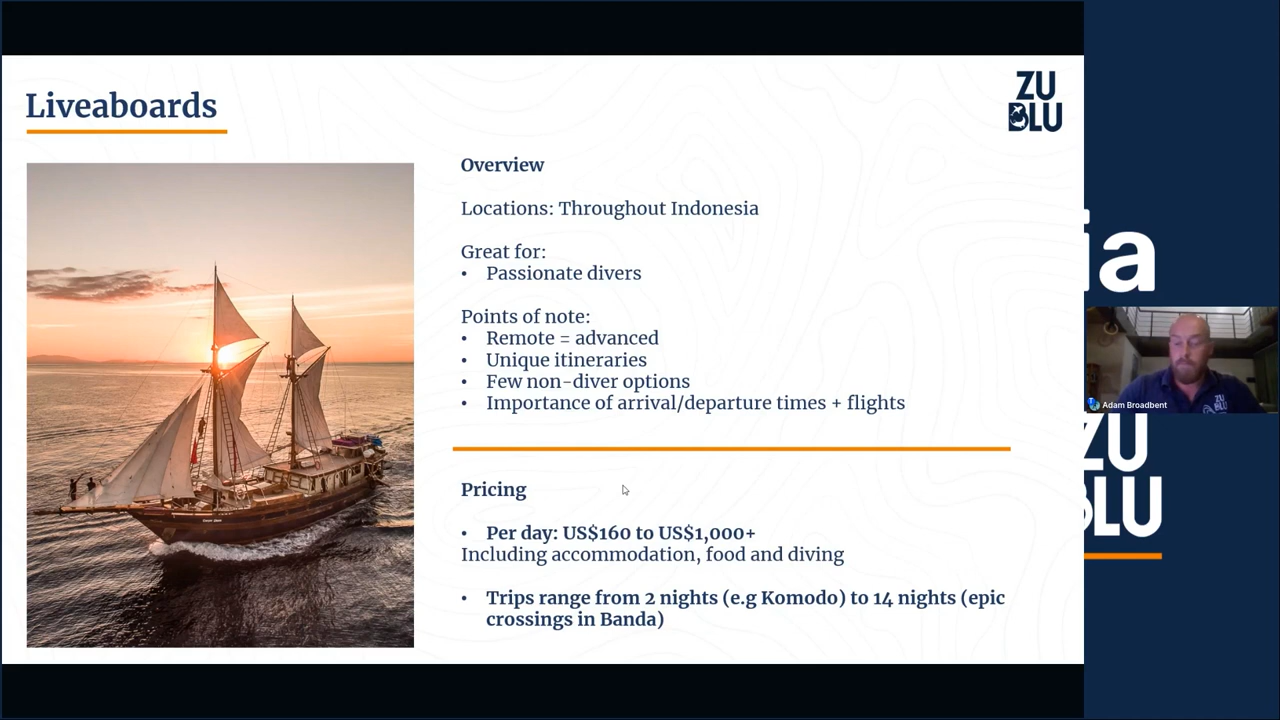 Liveaboards
ZU
BLU
Overview
Locations: Throughout Indonesia
Great for:
• Passionate divers
Points of note:
• Remote = advanced
• Unique itineraries
• Few non-diver options
• Importance of arrival/departure times + flights
Pricing
• Per day: US$160 to US$1,000+
Including accommodation, food and diving
• Trips range from 2 nights (e.g Komodo) to 14 nights (epic
crossings in Banda)
ia
ZU
BLU
Adam Broadbent
ZU
BLU